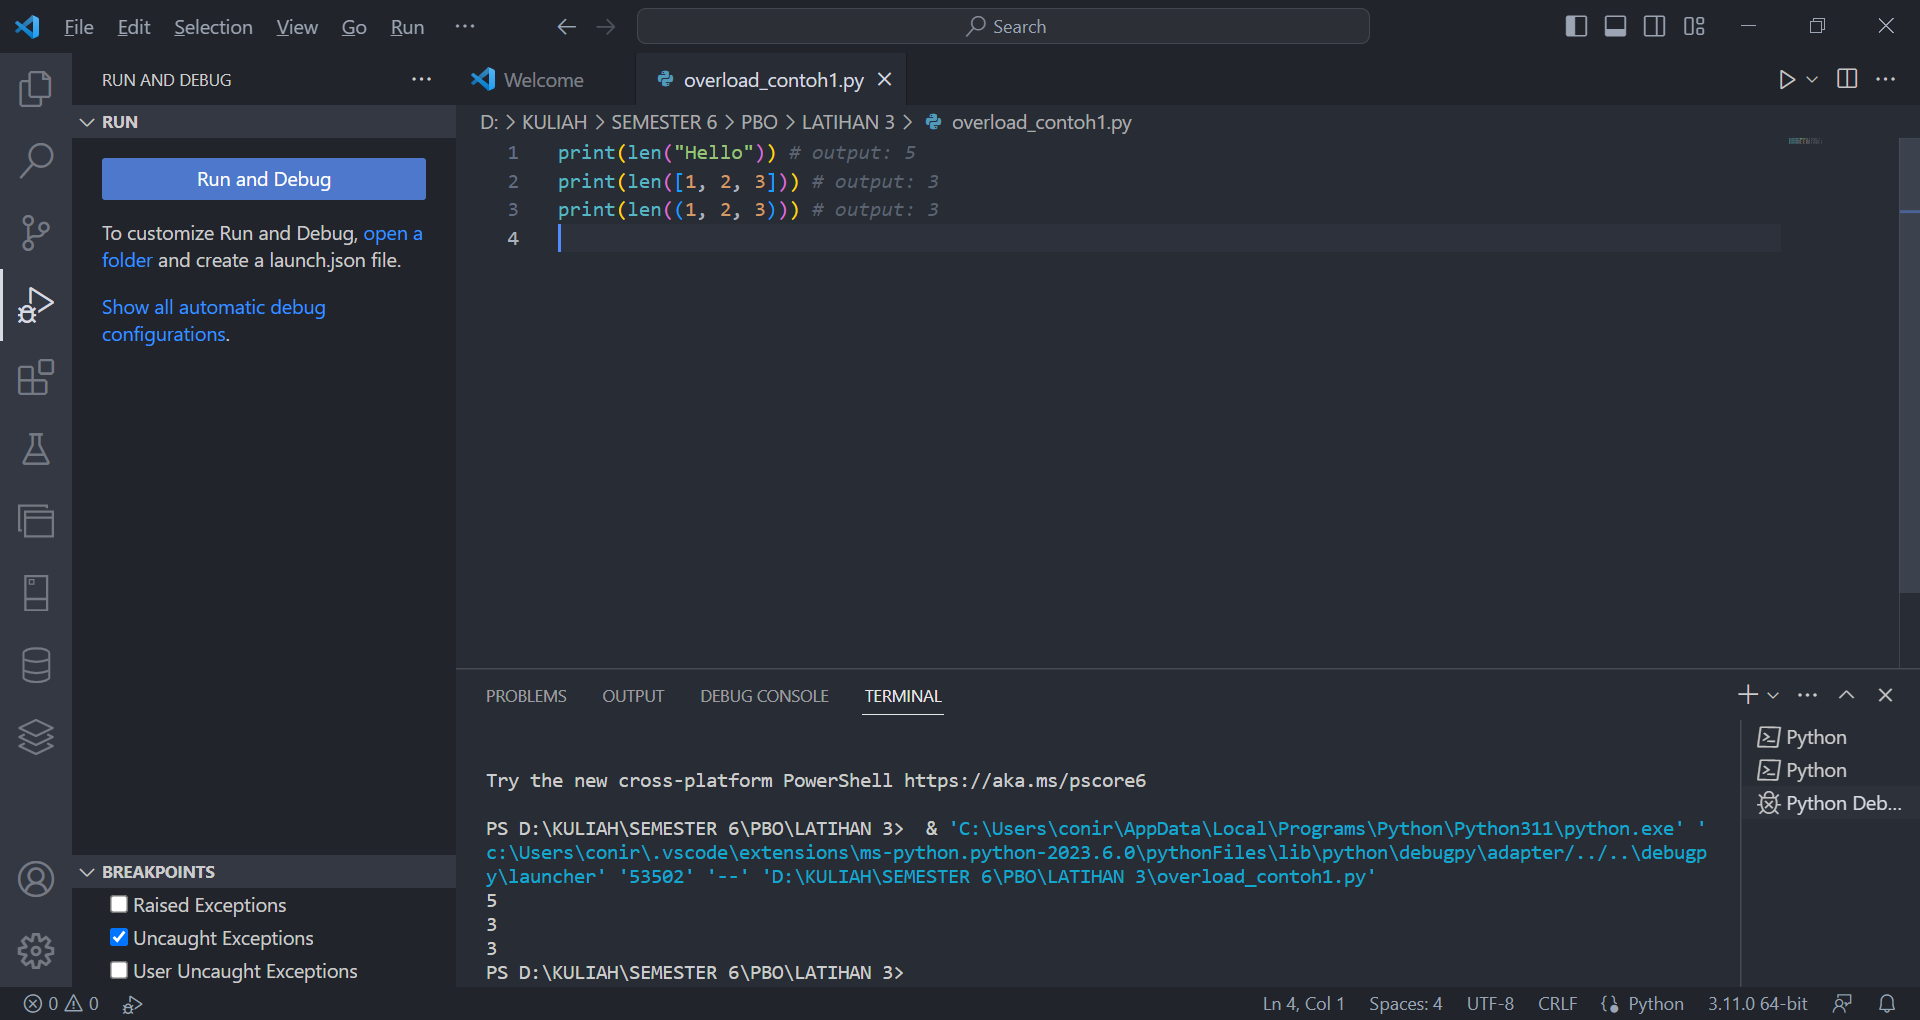 File Edit Selection View Go Run ··· Search
RUN AND DEBUG ···
Welcome overload_contoh1.py
RUN
D: > KULIAH > SEMESTER 6 > PBO > LATIHAN 3 > overload_contoh1.py
1 print(len("Hello")) # output: 5
2 print(len([1, 2, 3])) # output: 3
3 print(len((1, 2, 3))) # output: 3
4
Run and Debug
To customize Run and Debug, open a
folder and create a launch.json file.
Show all automatic debug
configurations.
PROBLEMS OUTPUT DEBUG CONSOLE TERMINAL
Try the new cross-platform PowerShell https://aka.ms/pscore6
PS D:\KULIAH\SEMESTER 6\PBO\LATIHAN 3>  & 'C:\Users\conir\AppData\Local\Programs\Python\Python311\python.exe' '
c:\Users\conir\.vscode\extensions\ms-python.python-2023.6.0\pythonFiles\lib\python\debugpy\adapter/../..\debugp
y\launcher' '53502' '--' 'D:\KULIAH\SEMESTER 6\PBO\LATIHAN 3\overload_contoh1.py'
5
3
3
PS D:\KULIAH\SEMESTER 6\PBO\LATIHAN 3>
Python
Python
Python Deb...
BREAKPOINTS
Raised Exceptions
Uncaught Exceptions
User Uncaught Exceptions
0 0 Ln 4, Col 1 Spaces: 4 UTF-8 CRLF Python 3.11.0 64-bit